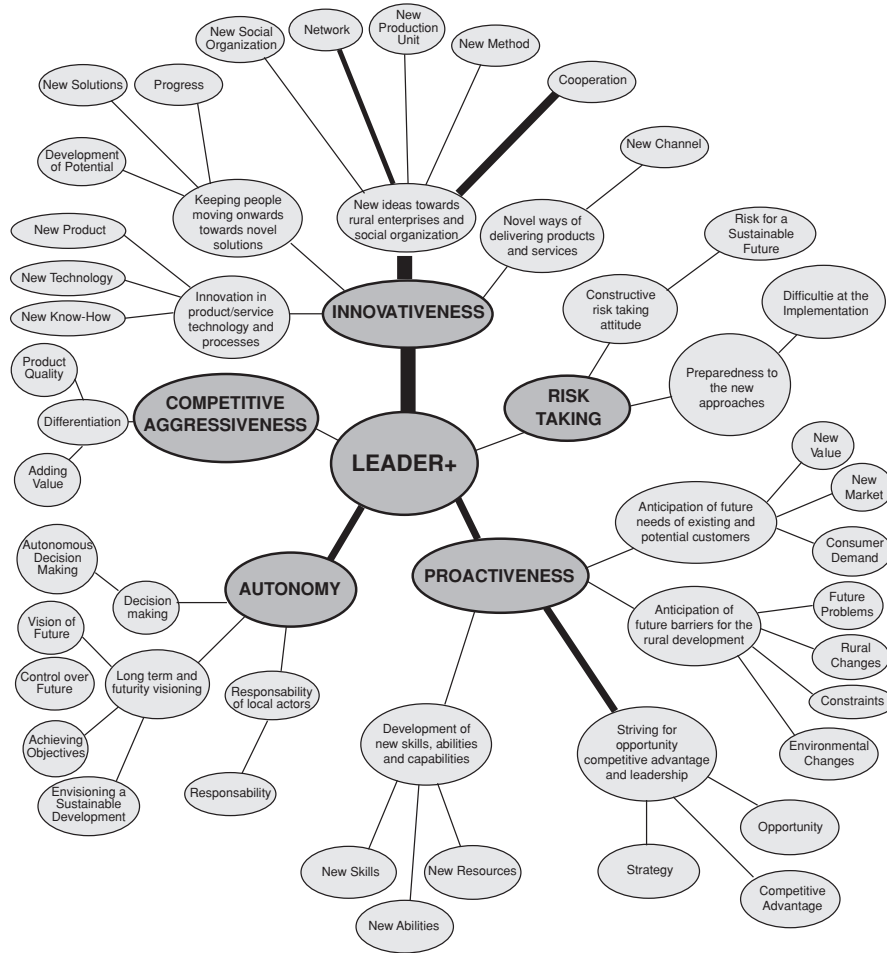 New Social
Organization
Network
New
Production
Unit
New Method
Cooperation
New Solutions
Progress
Development
of Potential
Keeping people
moving onwards
towards novel
solutions
New ideas towards
rural enterprises and
social organization
New Channel
Novel ways of
delivering products
and services
New Product
New Technology
New Know-How
Innovation in
product/service
technology and
processes
INNOVATIVENESS
Risk for a
Sustainable
Future
Constructive
risk taking
attitude
Difficultie at the
Implementation
Preparedness to
the new
approaches
RISK
TAKING
Product
Quality
Differentiation
Adding
Value
COMPETITIVE
AGGRESSIVENESS
LEADER+
New
Value
New
Market
Consumer
Demand
Anticipation of future
needs of existing and
potential customers
PROACTIVENESS
Anticipation of
future barriers for the
rural development
Future
Problems
Rural
Changes
Constraints
Environmental
Changes
Autonomous
Decision
Making
Decision
making
AUTONOMY
Vision of
Future
Control over
Future
Long term and
futurity visioning
Achieving
Objectives
Envisioning a
Sustainable
Development
Responsability
of local actors
Responsability
Development of
new skills, abilities
and capabilities
New Skills
New Abilities
New Resources
Striving for
opportunity
competitive advantage
and leadership
Strategy
Opportunity
Competitive
Advantage